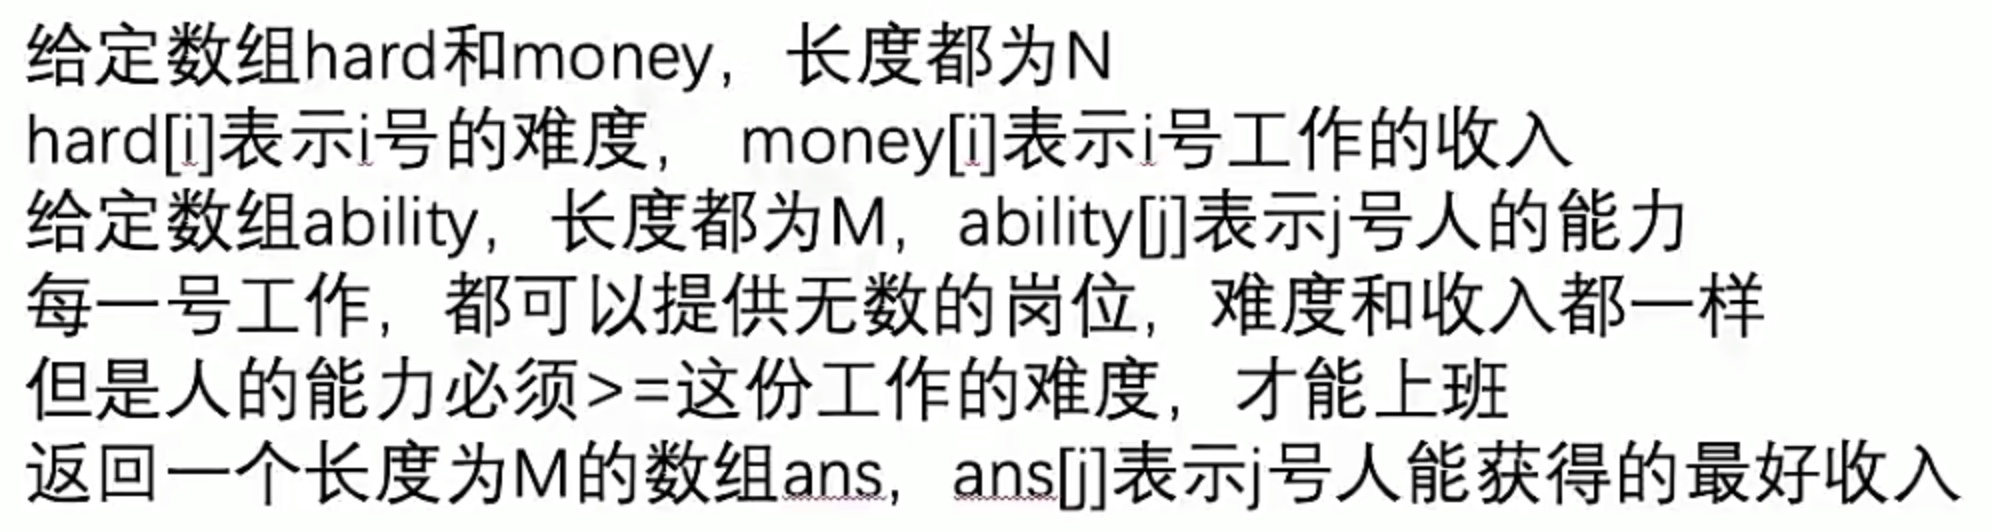 给定数组hard和money，长度都为N
hard[i]表示i号的难度， money[i]表示i号工作的收入
给定数组ability，长度都为M，ability[j]表示j号人的能力
每一号工作，都可以提供无数的岗位，难度和收入都一样
但是人的能力必须>=这份工作的难度，才能上班
返回一个长度为M的数组ans，ans[j]表示j号人能获得的最好收入